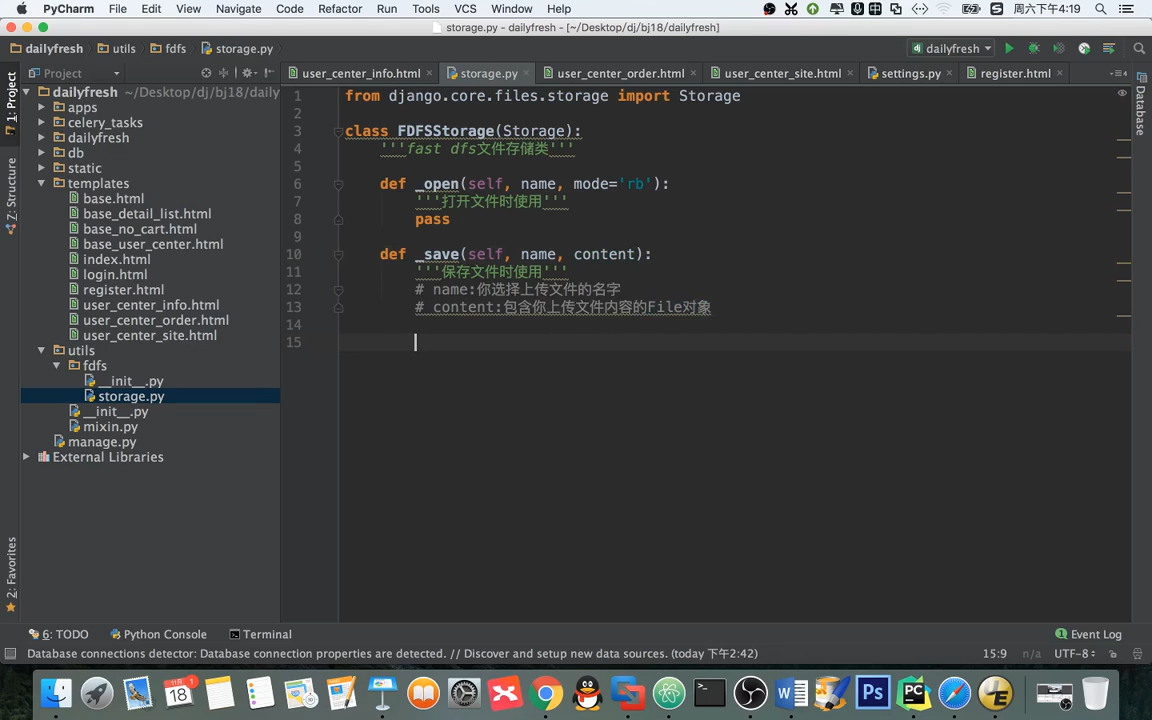 PyCharm File Edit View Navigate Code Refactor Run Tools VCS Window Help 周六下午4:19
storage.py - dailyfresh - [~/Desktop/dj/bj18/dailyfresh]
dailyfresh utils fdfs storage.py dailyfresh
Project user_center_info.html storage.py user_center_order.html user_center_site.html settings.py register.html
1: Project
Z: Structure
2: Favorites
Database
dailyfresh ~/Desktop/dj/bj18/daily
apps
celery_tasks
dailyfresh
db
static
templates
base.html
base_detail_list.html
base_no_cart.html
base_user_center.html
index.html
login.html
register.html
user_center_info.html
user_center_order.html
user_center_site.html
utils
fdfs
__init__.py
storage.py
__init__.py
mixin.py
manage.py
External Libraries
1 from django.core.files.storage import Storage
2
3 class FDFSStorage(Storage):
4 '''fast dfs文件存储类'''
5
6 def _open(self, name, mode='rb'):
7 '''打开文件时使用'''
8 pass
9
10 def _save(self, name, content):
11 '''保存文件时使用'''
12 # name:你选择上传文件的名字
13 # content:包含你上传文件内容的File对象
14
15
6: TODO Python Console Terminal 1 Event Log
Database connections detector: Database connection properties are detected. // Discover and setup new data sources. (today 下午2:42) 15:9 n/a UTF-8